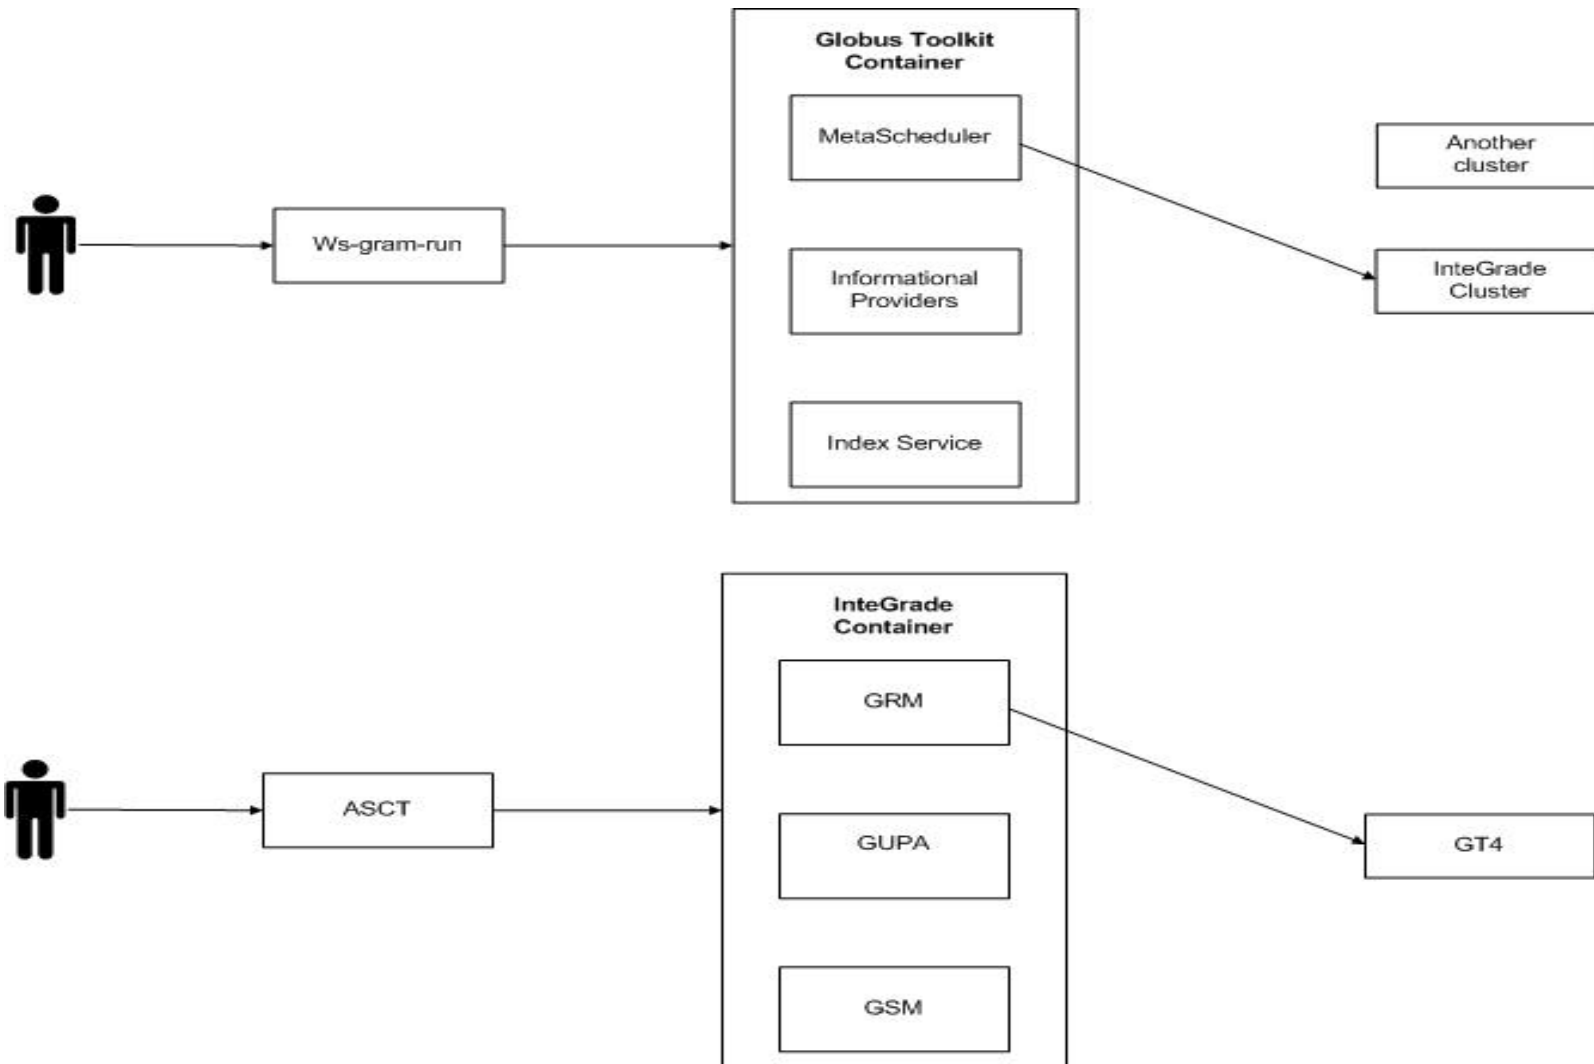 Globus Toolkit
Container
MetaScheduler
Another
cluster
Ws-gram-run
Informational
Providers
InteGrade
Cluster
Index Service
InteGrade
Container
GRM
ASCT
GUPA
GT4
GSM